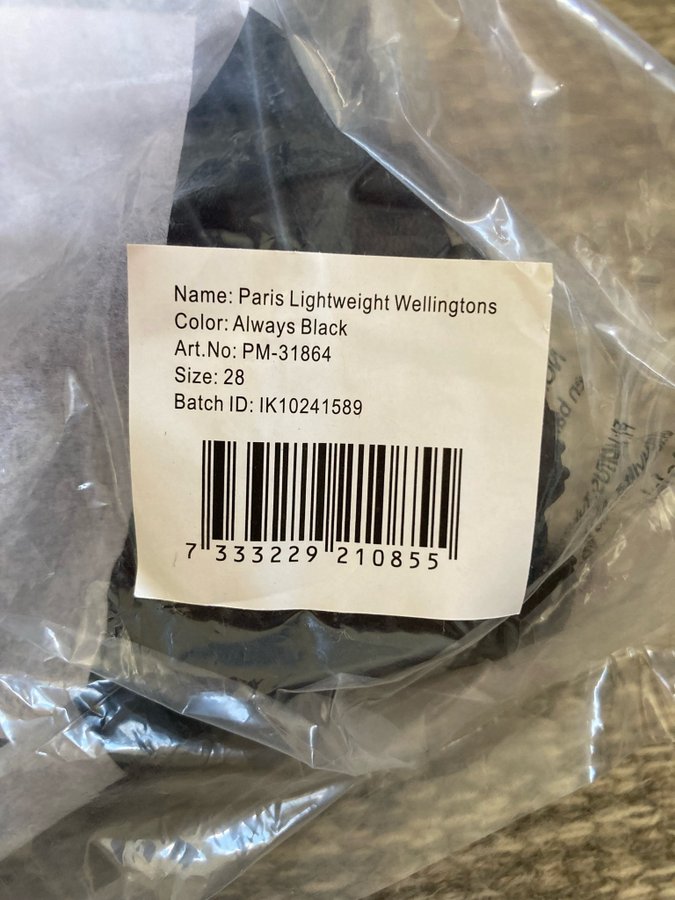 Name: Paris Lightweight Wellingtons
Color: Always Black
Art.No: PM-31864
Size: 28
Batch ID: IK10241589
7 333229 210855